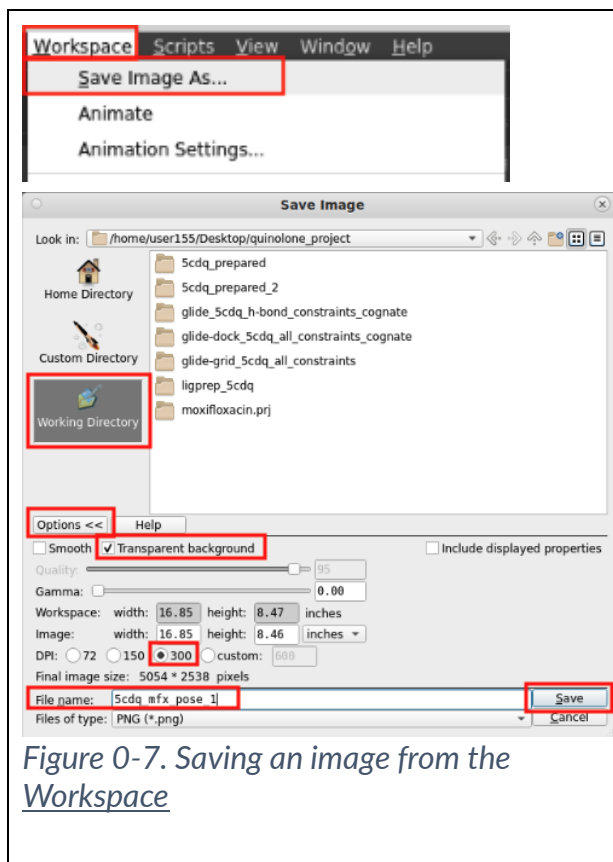 Workspace Scripts View Window Help
Save Image As...
Animate
Animation Settings...
Save Image
Look in: /home/user155/Desktop/quinolone_project
Home Directory
Custom Directory
Working Directory
5cdq_prepared
5cdq_prepared_2
glide_5cdq_h-bond_constraints_cognate
glide-dock_5cdq_all_constraints_cognate
glide-grid_5cdq_all_constraints
ligprep_5cdq
moxifloxacin.prj
Options << Help
Smooth Transparent background Include displayed properties
Quality: 95
Gamma: 0.00
Workspace: width: 16.85 height: 8.47 inches
Image: width: 16.85 height: 8.46 inches
DPI: 72 150 300 custom: 600
Final image size: 5054 * 2538 pixels
File name: 5cdq_mfx_pose_1 Save
Files of type: PNG (*.png) Cancel
Figure 0-7. Saving an image from the
Workspace